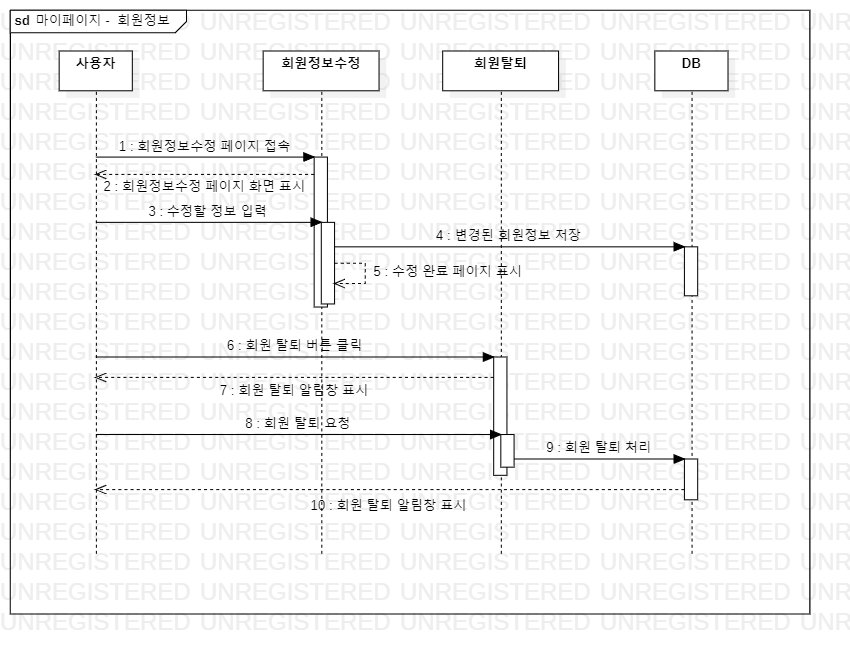 sd 마이페이지 - 회원정보
사용자
회원정보수정
회원탈퇴
DB
1 : 회원정보수정 페이지 접속
2 : 회원정보수정 페이지 화면 표시
3 : 수정할 정보 입력
4 : 변경된 회원정보 저장
5 : 수정 완료 페이지 표시
6 : 회원 탈퇴 버튼 클릭
7 : 회원 탈퇴 알림창 표시
8 : 회원 탈퇴 요청
9 : 회원 탈퇴 처리
10 : 회원 탈퇴 알림창 표시
UNREGISTERED